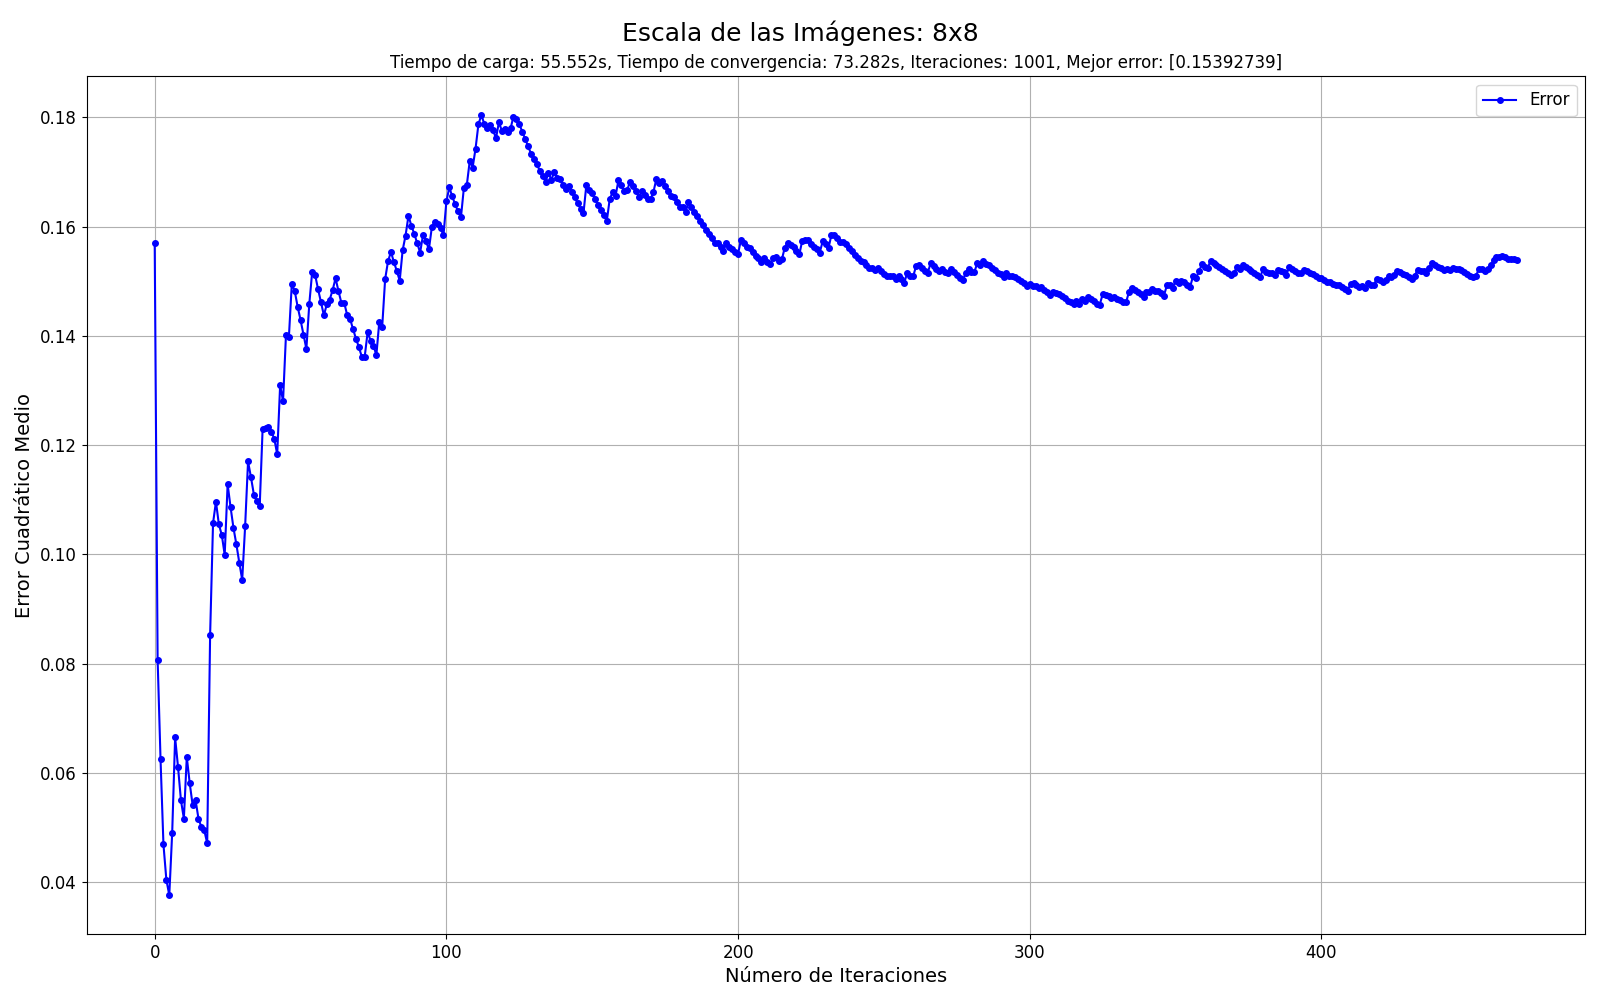 Escala de las Imágenes: 8x8
Tiempo de carga: 55.552s, Tiempo de convergencia: 73.282s, Iteraciones: 1001, Mejor error: [0.15392739]
Error
0.18
0.16
0.14
0.12
0.10
0.08
0.06
0.04
Error Cuadrático Medio
0 100 200 300 400
Número de Iteraciones